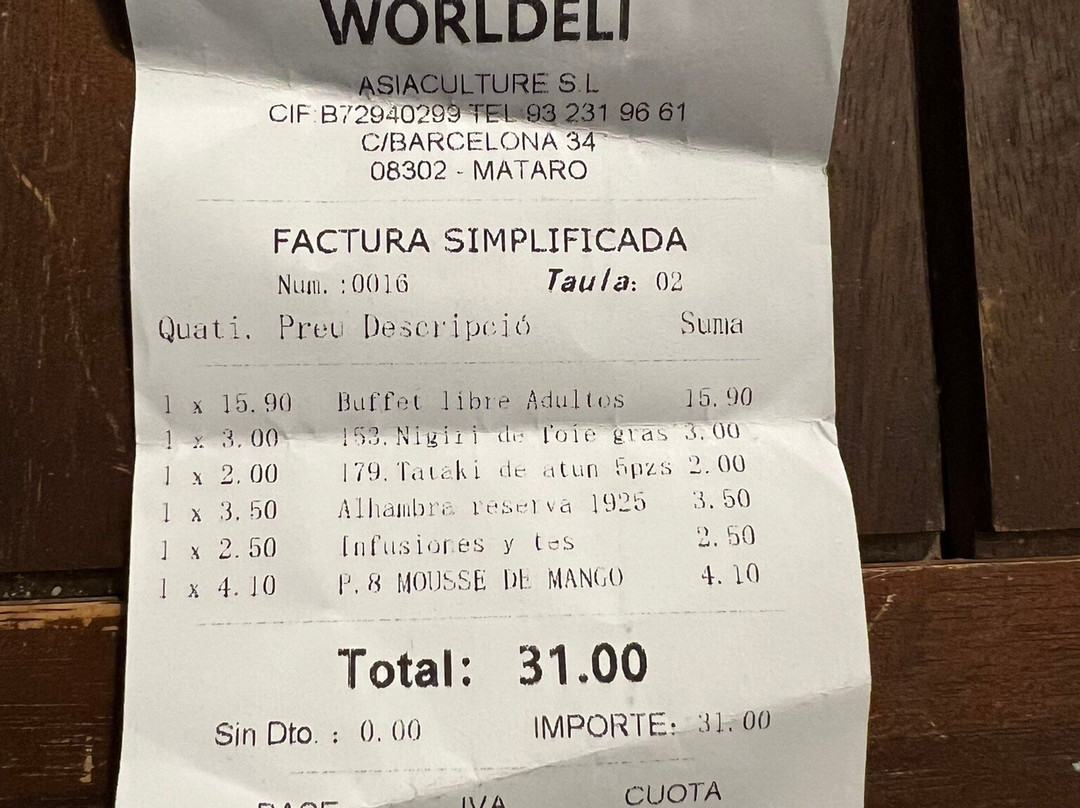 WORLDELI
ASIACULTURE S.L
CIF:B72940299 TEL:93 231 96 61
C/BARCELONA 34
08302 - MATARO
FACTURA SIMPLIFICADA
Num. :0016 Taula: 02
Quati. Preu Descripció Suma
1 x 15.90 Buffet libre Adultos 15.90
1 x 3.00 153.Nigiri de foie gras 3.00
1 x 2.00 179.Tataki de atun 5pzs 2.00
1 x 3.50 Alhambra reserva 1925 3.50
1 x 2.50 Infusiones y tes 2.50
1 x 4.10 P.8 MOUSSE DE MANGO 4.10
Total: 31.00
Sin Dto. : 0.00 IMPORTE: 31.00
BASE IVA CUOTA